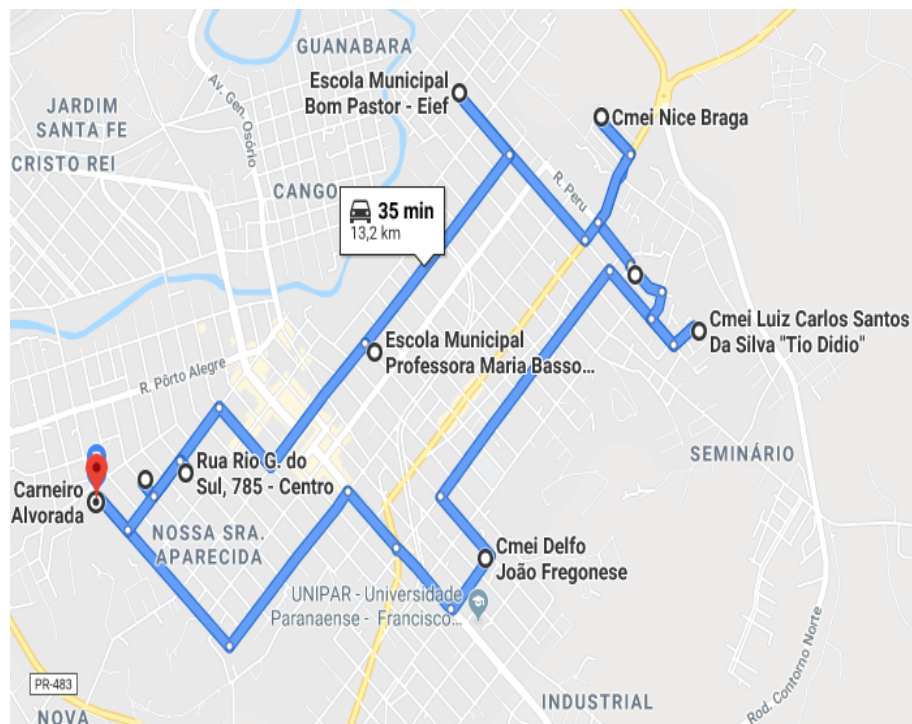 GUANABARA
Escola Municipal
Bom Pastor - Eief
Av. Gen. Osório
JARDIM
SANTA FE
Cmei Nice Braga
CRISTO REI
CANGO
R. Peru
35 min
13,2 km
Cmei Luiz Carlos Santos
Da Silva "Tio Didio"
Escola Municipal
Professora Maria Basso...
R. Pôrto Alegre
SEMINÁRIO
Rua Rio G. do
Sul, 785 - Centro
Carneiro
Alvorada
NOSSA SRA.
APARECIDA
Cmei Delfo
João Fregonese
UNIPAR - Universidade
Paranaense - Francisco...
Rod. Contorno Norte
PR-483
INDUSTRIAL
NOVA